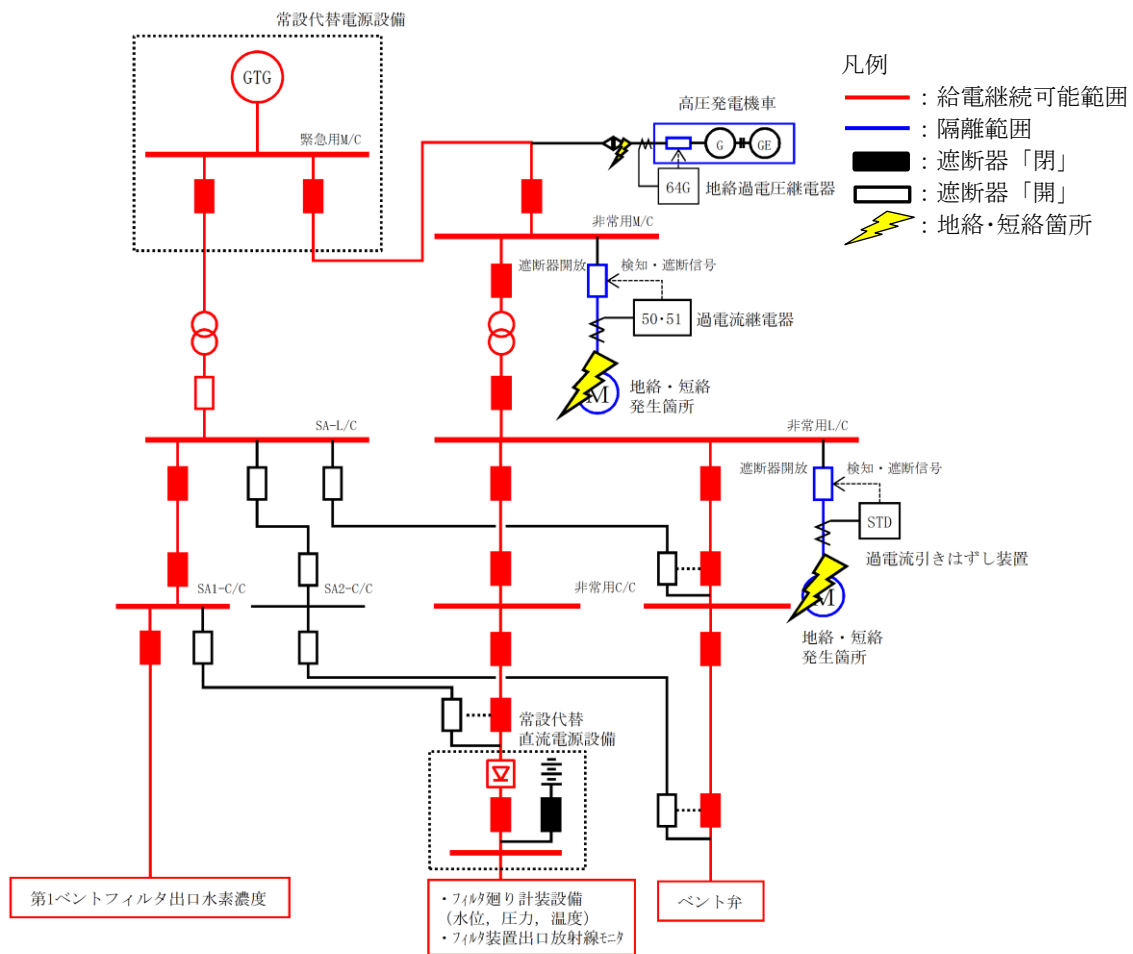 常設代替電源設備
GTG
緊急用M/C
凡例
：給電継続可能範囲
：隔離範囲
：遮断器「閉」
：遮断器「開」
：地絡・短絡箇所
高圧発電機車
G
GE
64G
地絡過電圧継電器
非常用M/C
遮断器開放
検知・遮断信号
50・51
過電流継電器
M
地絡・短絡
発生箇所
SA-L/C
非常用L/C
遮断器開放
検知・遮断信号
STD
過電流引きはずし装置
M
地絡・短絡
発生箇所
SA1-C/C
SA2-C/C
非常用C/C
常設代替
直流電源設備
第1ベントフィルタ出口水素濃度
・フィルタ廻り計装設備
（水位，圧力，温度）
・フィルタ装置出口放射線モニタ
ベント弁